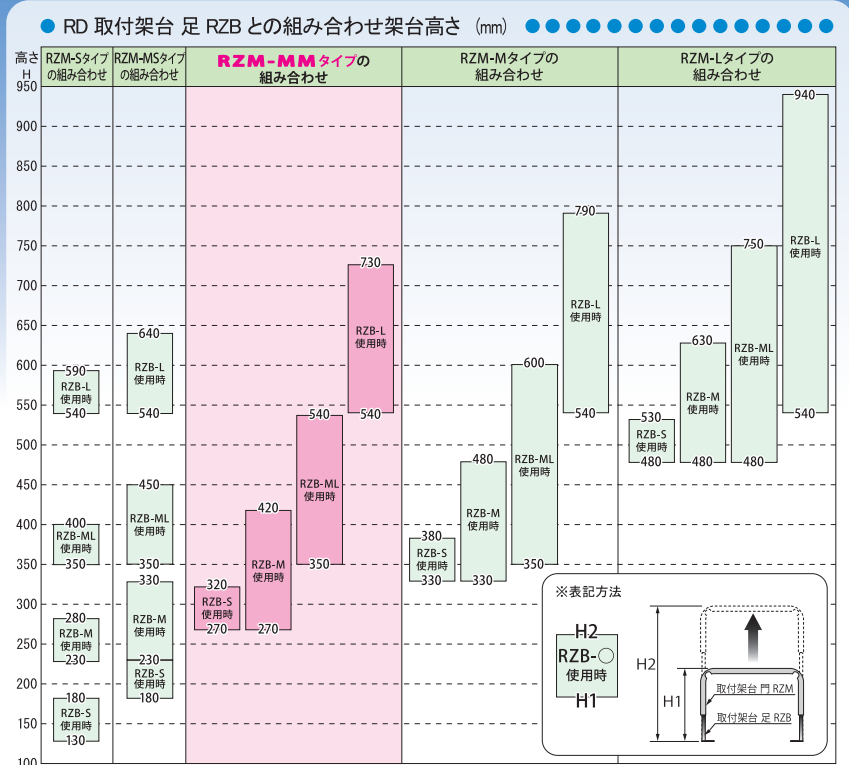 ● RD 取付架台 足 RZB との組み合わせ架台高さ (mm)
高さ
H
RZM-Sタイプ
の組み合わせ
RZM-MSタイプ
の組み合わせ
RZM-MMタイプの
組み合わせ
RZM-Mタイプの
組み合わせ
RZM-Lタイプの
組み合わせ
950
900
850
800
750
700
650
600
550
500
450
400
350
300
250
200
150
100
590
RZB-L
使用時
540
400
RZB-ML
使用時
350
280
RZB-M
使用時
230
180
RZB-S
使用時
130
640
RZB-L
使用時
540
450
RZB-ML
使用時
350
330
RZB-M
使用時
230
RZB-S
使用時
180
320
RZB-S
使用時
270
420
RZB-M
使用時
270
540
RZB-ML
使用時
350
730
RZB-L
使用時
540
380
RZB-S
使用時
330
480
RZB-M
使用時
330
600
RZB-ML
使用時
350
790
RZB-L
使用時
540
530
RZB-S
使用時
480
630
RZB-M
使用時
480
750
RZB-ML
使用時
480
940
RZB-L
使用時
540
※表記方法
H2
RZB-○
使用時
H1
H2
H1
取付架台 門 RZM
取付架台 足 RZB